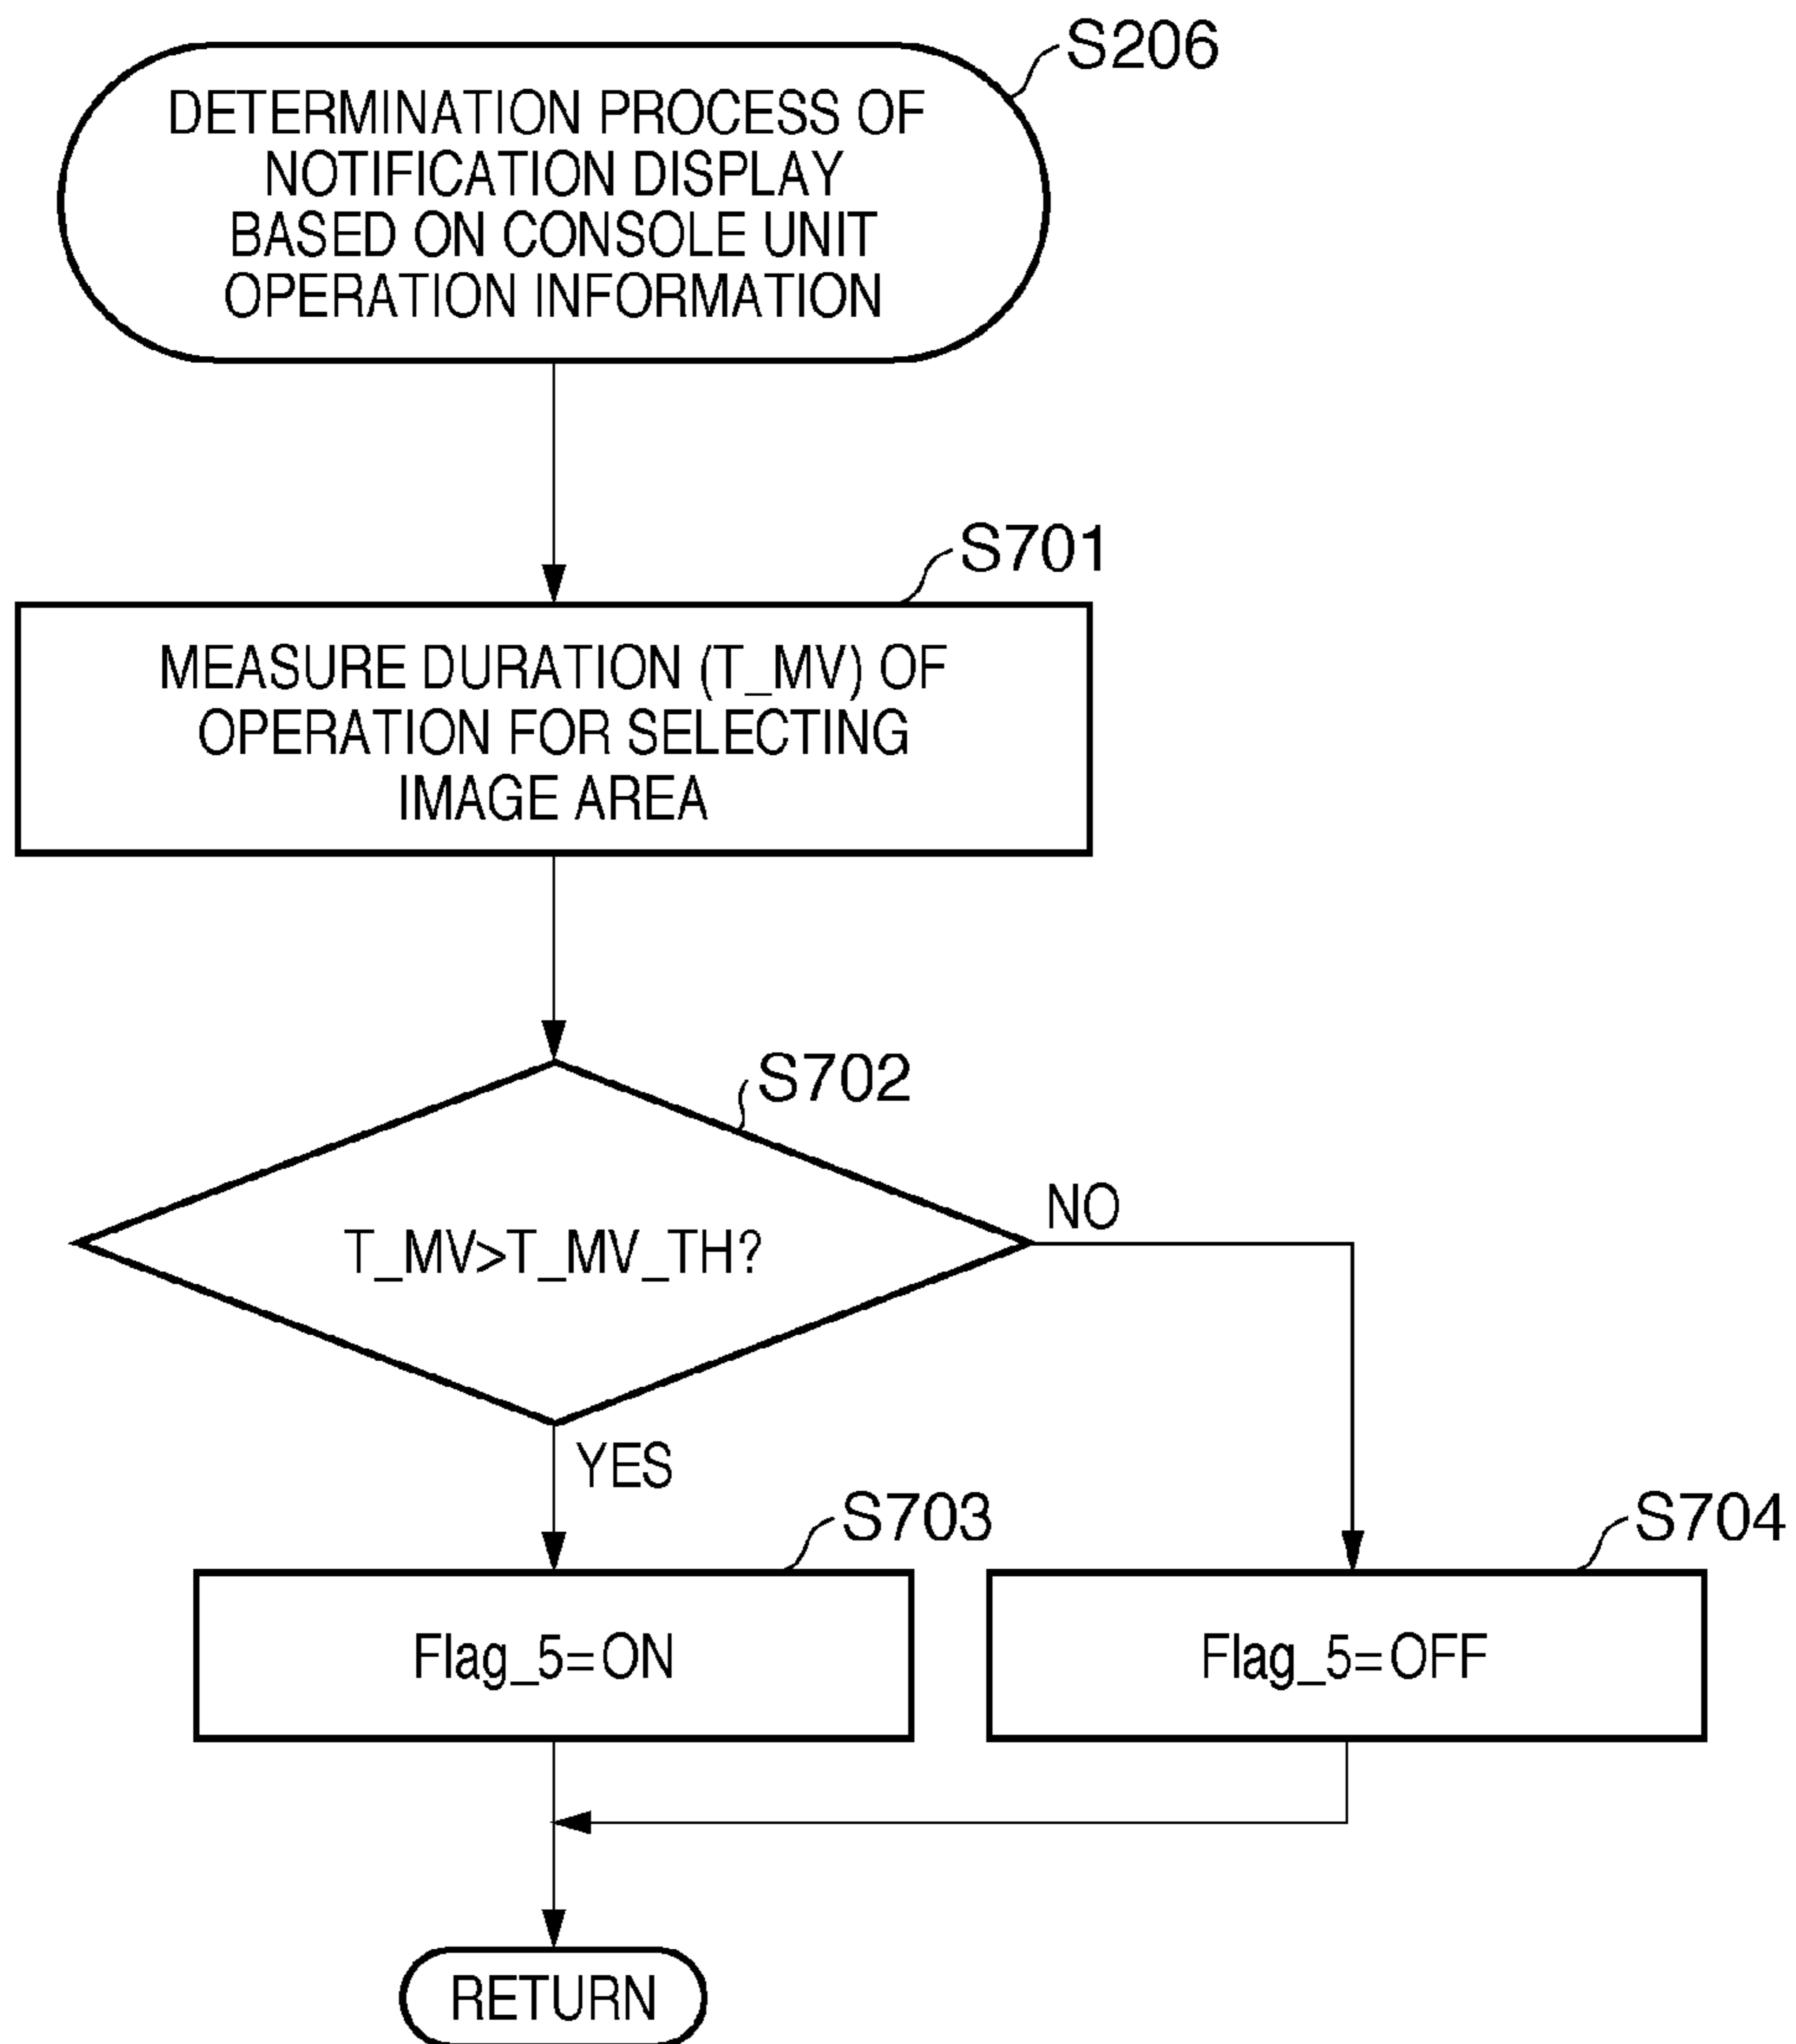 S206
DETERMINATION PROCESS OF
NOTIFICATION DISPLAY
BASED ON CONSOLE UNIT
OPERATION INFORMATION
S701
MEASURE DURATION (T_MV) OF
OPERATION FOR SELECTING
IMAGE AREA
S702
T_MV>T_MV_TH?
NO
YES
S703
S704
Flag_5=ON
Flag_5=OFF
RETURN